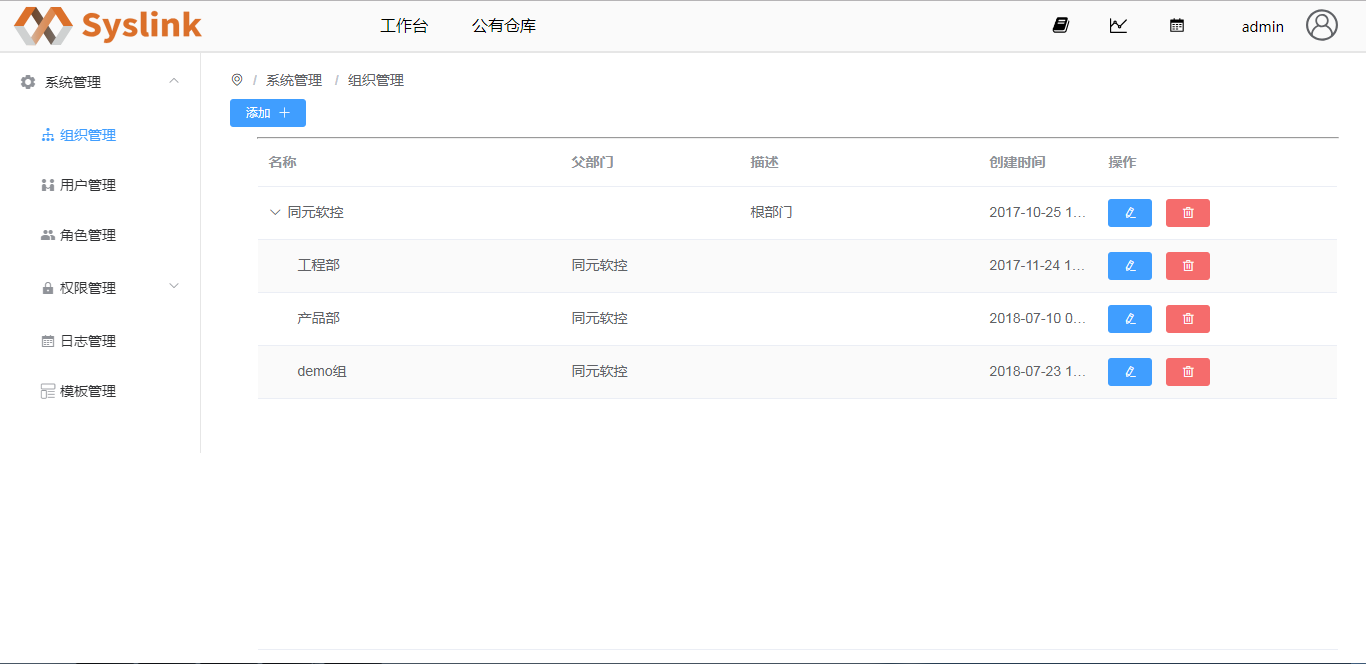 Syslink 工作台 公有仓库 admin
系统管理
组织管理
用户管理
角色管理
权限管理
日志管理
模板管理
/ 系统管理 / 组织管理
添加 +
名称 父部门 描述 创建时间 操作
同元软控 根部门 2017-10-25 1...
工程部 同元软控 2017-11-24 1...
产品部 同元软控 2018-07-10 0...
demo组 同元软控 2018-07-23 1...